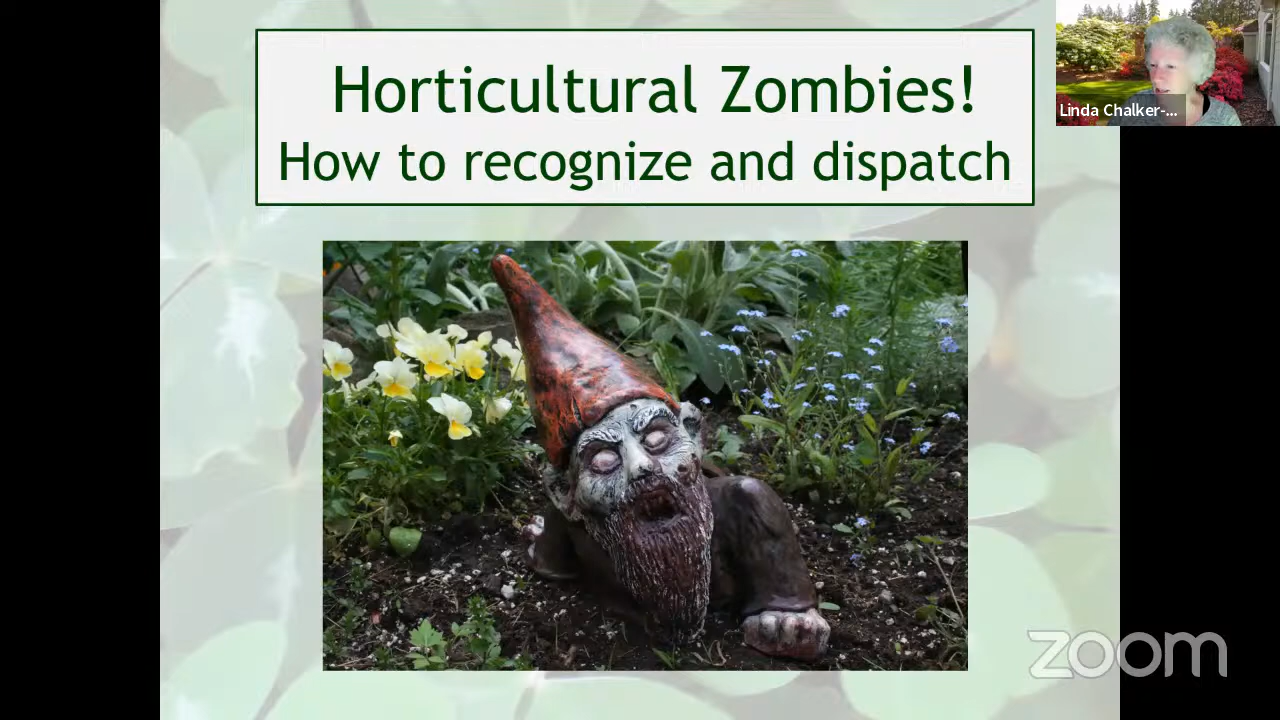 Horticultural Zombies!
How to recognize and dispatch
Linda Chalker-...
zoom